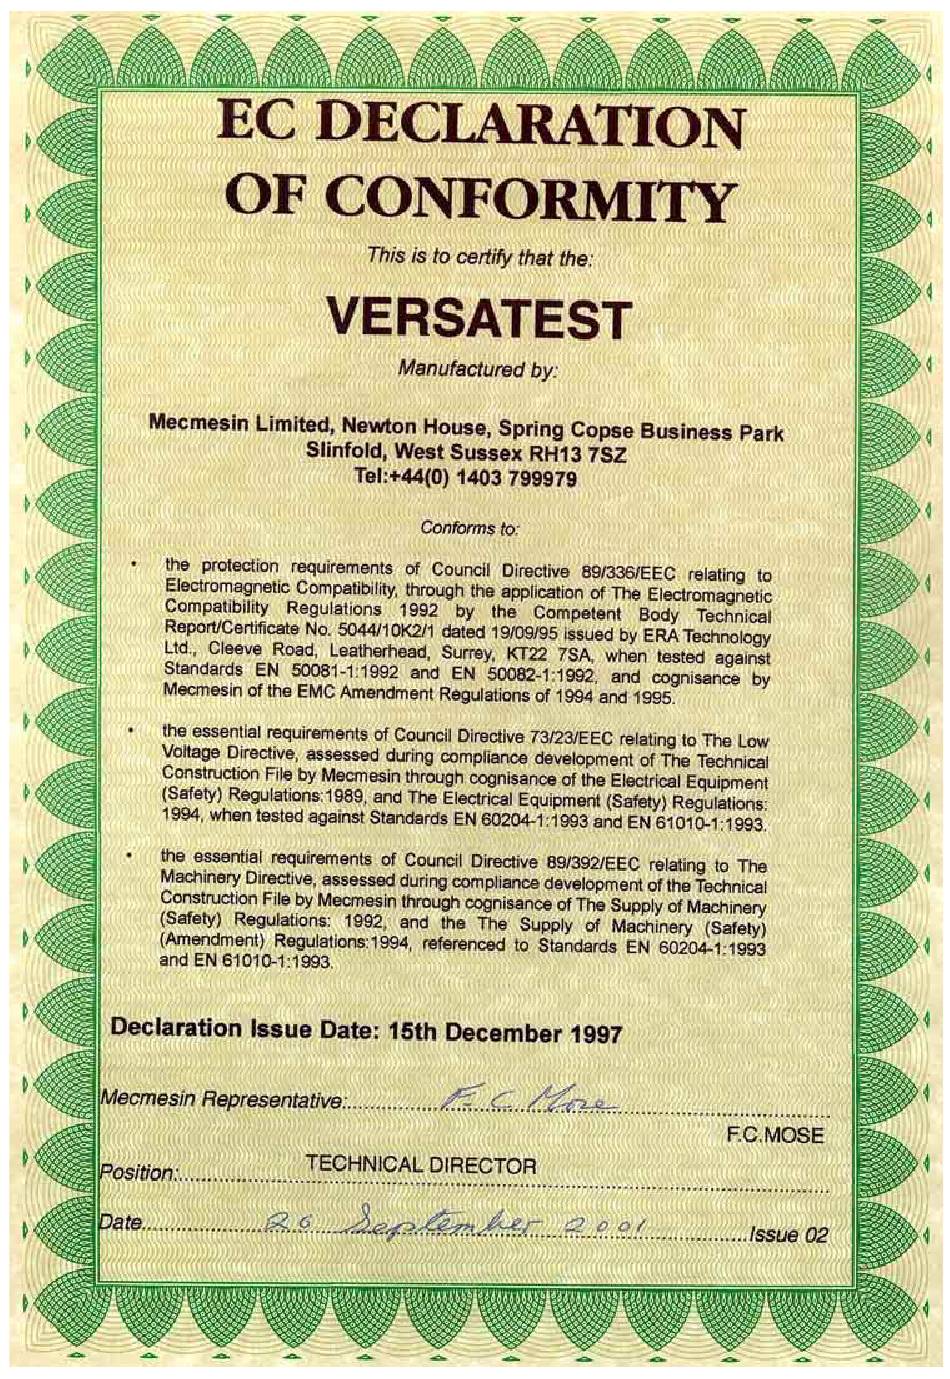 EC DECLARATION
OF CONFORMITY
This is to certify that the:
VERSATEST
Manufactured by:
Mecmesin Limited, Newton House, Spring Copse Business Park
Slinfold, West Sussex RH13 7SZ
Tel:+44(0) 1403 799979
Conforms to:
• the protection requirements of Council Directive 89/336/EEC relating to
Electromagnetic Compatibility, through the application of The Electromagnetic
Compatibility Regulations 1992 by the Competent Body Technical
Report/Certificate No. 5044/10K2/1 dated 19/09/95 issued by ERA Technology
Ltd., Cleeve Road, Leatherhead, Surrey, KT22 7SA, when tested against
Standards EN 50081-1:1992 and EN 50082-1:1992, and cognisance by
Mecmesin of the EMC Amendment Regulations of 1994 and 1995.
• the essential requirements of Council Directive 73/23/EEC relating to The Low
Voltage Directive, assessed during compliance development of The Technical
Construction File by Mecmesin through cognisance of the Electrical Equipment
(Safety) Regulations:1989, and The Electrical Equipment (Safety) Regulations:
1994, when tested against Standards EN 60204-1:1993 and EN 61010-1:1993.
• the essential requirements of Council Directive 89/392/EEC relating to The
Machinery Directive, assessed during compliance development of the Technical
Construction File by Mecmesin through cognisance of The Supply of Machinery
(Safety) Regulations: 1992, and the The Supply of Machinery (Safety)
(Amendment) Regulations:1994, referenced to Standards EN 60204-1:1993
and EN 61010-1:1993.
Declaration Issue Date: 15th December 1997
Mecmesin Representative:..........F. C Mose..........
F.C.MOSE
Position:..........TECHNICAL DIRECTOR..........
Date..........26 September 2001..........Issue 02